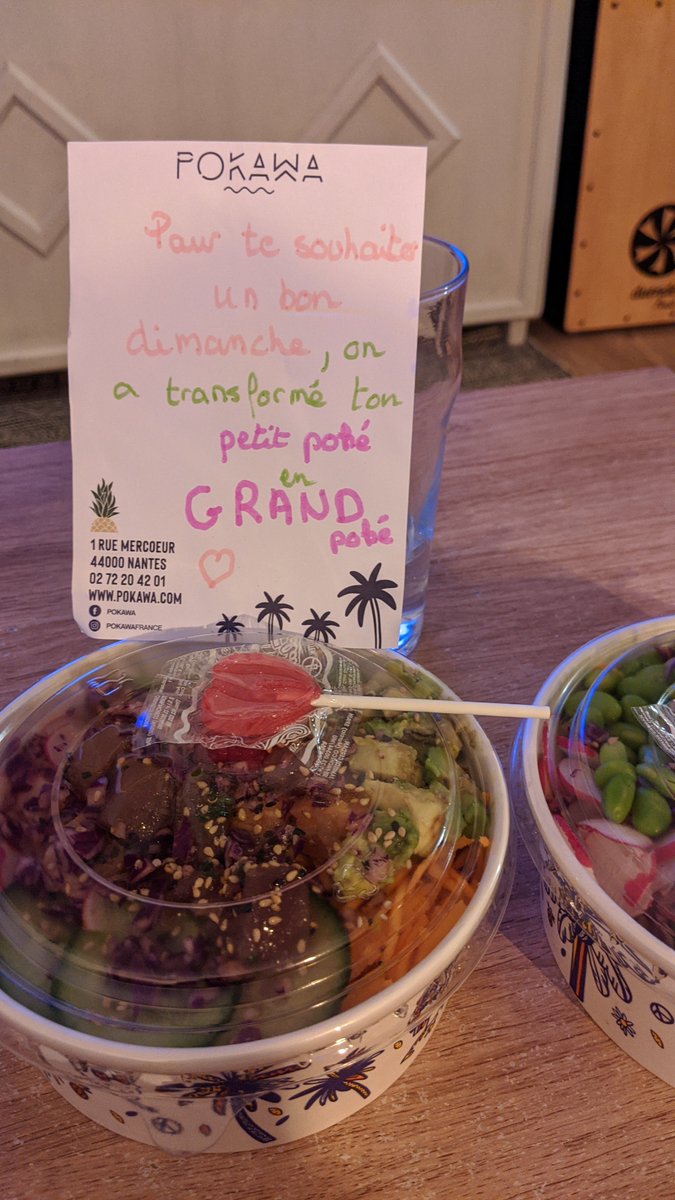 POKAWA
Pour te souhaiter
un bon
dimanche, on
a transformé ton
petit poké
en
GRAND
poké
1 RUE MERCOEUR
44000 NANTES
02 72 20 42 01
WWW.POKAWA.COM
POKAWA
POKAWAFRANCE